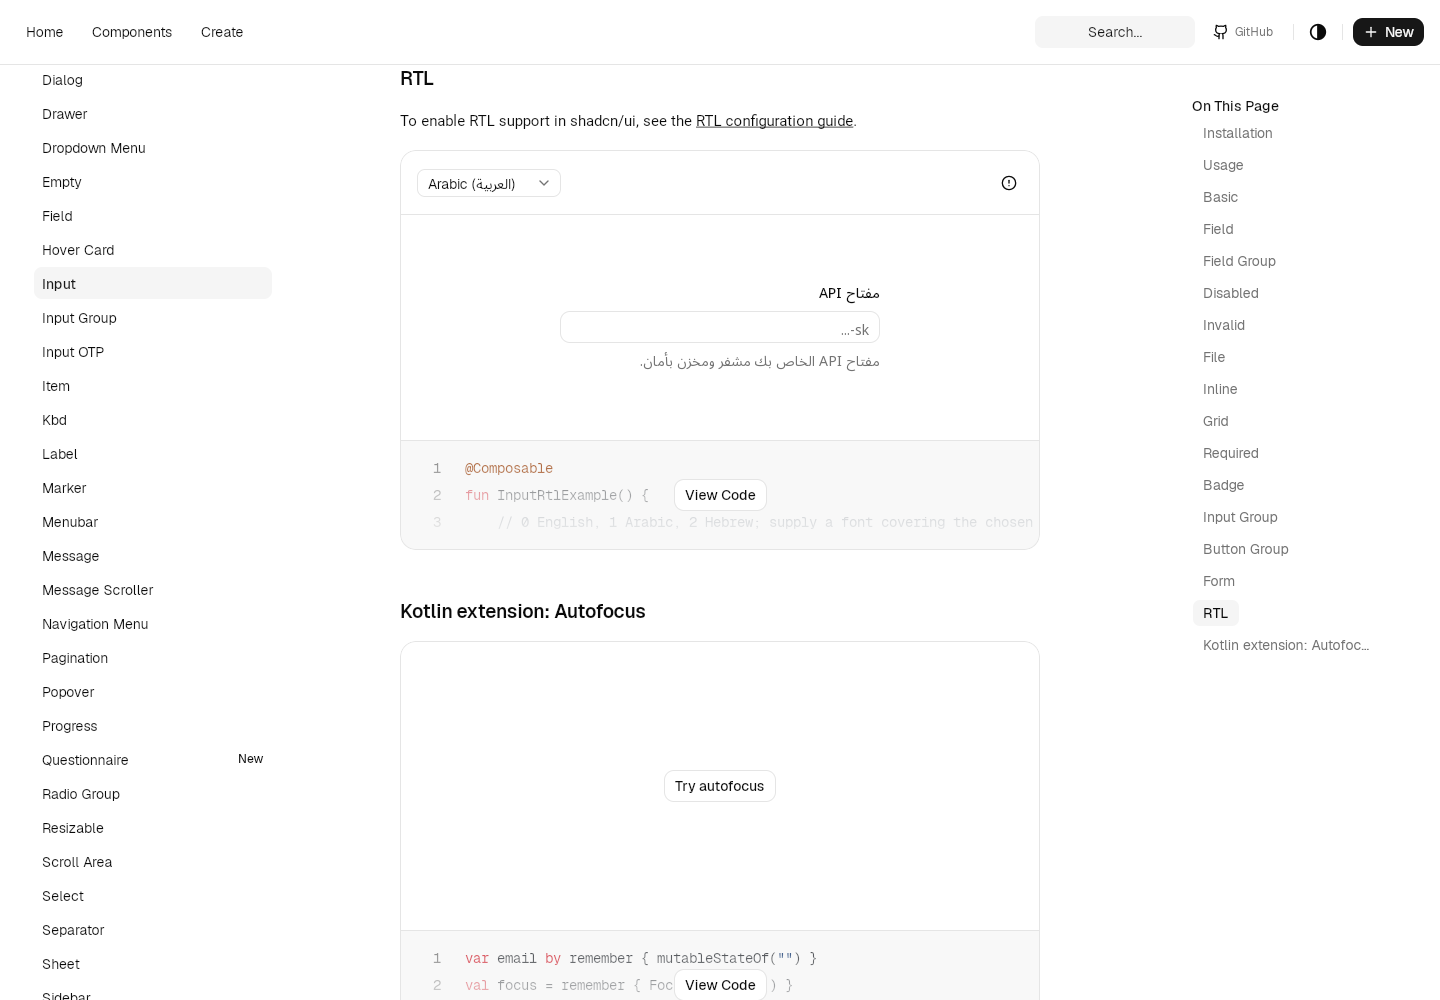 Home
Components
Create
Search...
GitHub
New
Dialog
Drawer
Dropdown Menu
Empty
Field
Hover Card
Input
Input Group
Input OTP
Item
Kbd
Label
Marker
Menubar
Message
Message Scroller
Navigation Menu
Pagination
Popover
Progress
Questionnaire New
Radio Group
Resizable
Scroll Area
Select
Separator
Sheet
Sidebar
RTL
To enable RTL support in shadcn/ui, see the RTL configuration guide.
Arabic (العربية)
مفتاح API
sk-...
مفتاح API الخاص بك مشفر ومخزن بأمان.
1 @Composable
2 fun InputRtlExample() {
View Code
3 // 0 English, 1 Arabic, 2 Hebrew; supply a font covering the chosen
Kotlin extension: Autofocus
Try autofocus
1 var email by remember { mutableStateOf("") }
2 val focus = remember { Foc ) }
View Code
On This Page
Installation
Usage
Basic
Field
Field Group
Disabled
Invalid
File
Inline
Grid
Required
Badge
Input Group
Button Group
Form
RTL
Kotlin extension: Autofoc...